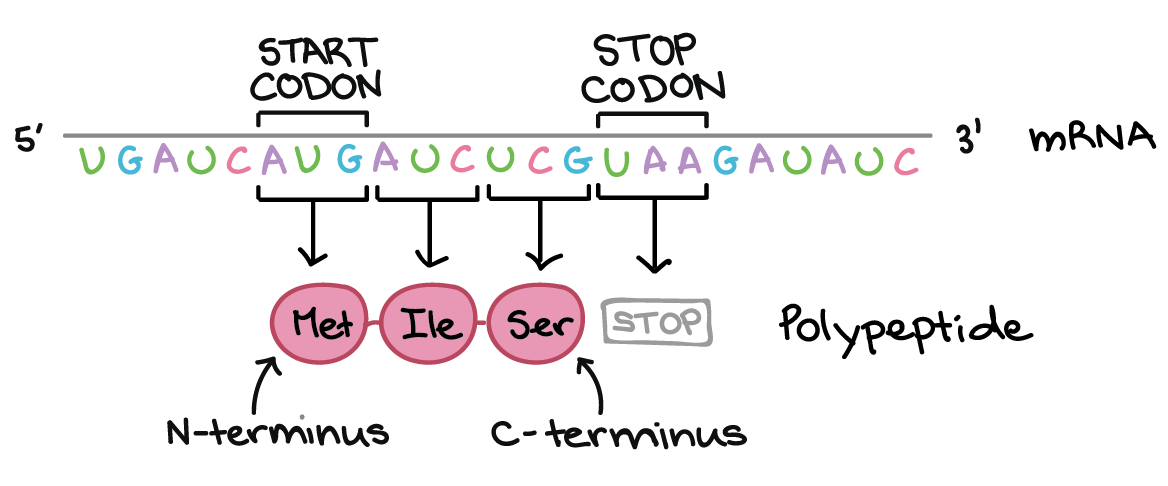 START
CODON
STOP
CODON
5' 3' mRNA
UGAUCAUGAUCUCGUAAGAUAUC
Met Ile Ser STOP Polypeptide
N-terminus C-terminus